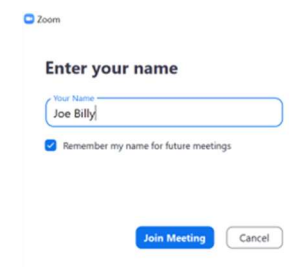 Zoom
Enter your name
Your Name
Joe Billy
Remember my name for future meetings
Join Meeting Cancel